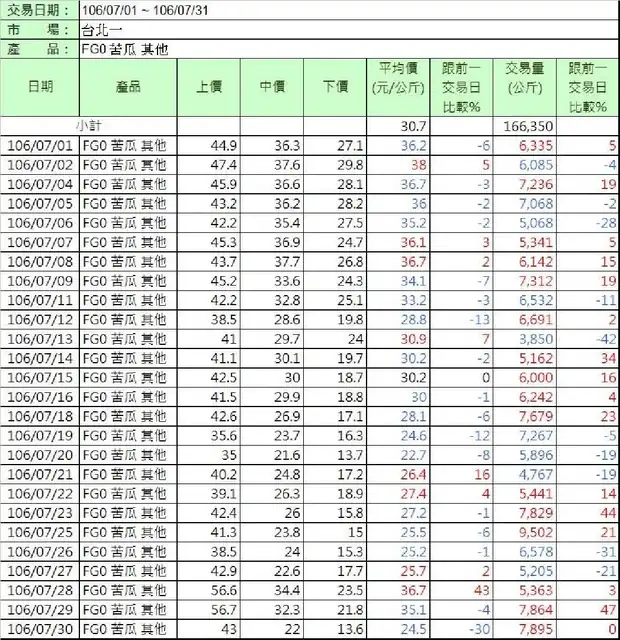 交易日期： 106/07/01 ~ 106/07/31
市 場： 台北一
產 品： FG0 苦瓜 其他
日期 產品 上價 中價 下價 平均價 (元/公斤) 跟前一交易日比較% 交易量 (公斤) 跟前一交易日比較%
小計 30.7 166,350
106/07/01 FG0 苦瓜 其他 44.9 36.3 27.1 36.2 -6 6,335 5
106/07/02 FG0 苦瓜 其他 47.4 37.6 29.8 38 5 6,085 -4
106/07/04 FG0 苦瓜 其他 45.9 36.6 28.1 36.7 -3 7,236 19
106/07/05 FG0 苦瓜 其他 43.2 36.2 28.2 36 -2 7,068 -2
106/07/06 FG0 苦瓜 其他 42.2 35.4 27.5 35.2 -2 5,068 -28
106/07/07 FG0 苦瓜 其他 45.3 36.9 24.7 36.1 3 5,341 5
106/07/08 FG0 苦瓜 其他 43.7 37.7 26.8 36.7 2 6,142 15
106/07/09 FG0 苦瓜 其他 45.2 33.6 24.3 34.1 -7 7,312 19
106/07/11 FG0 苦瓜 其他 42.2 32.8 25.1 33.2 -3 6,532 -11
106/07/12 FG0 苦瓜 其他 38.5 28.6 19.8 28.8 -13 6,691 2
106/07/13 FG0 苦瓜 其他 41 29.7 24 30.9 7 3,850 -42
106/07/14 FG0 苦瓜 其他 41.1 30.1 19.7 30.2 -2 5,162 34
106/07/15 FG0 苦瓜 其他 42.5 30 18.7 30.2 0 6,000 16
106/07/16 FG0 苦瓜 其他 41.5 29.9 18.8 30 -1 6,242 4
106/07/18 FG0 苦瓜 其他 42.6 26.9 17.1 28.1 -6 7,679 23
106/07/19 FG0 苦瓜 其他 35.6 23.7 16.3 24.6 -12 7,267 -5
106/07/20 FG0 苦瓜 其他 35 21.6 13.7 22.7 -8 5,896 -19
106/07/21 FG0 苦瓜 其他 40.2 24.8 17.2 26.4 16 4,767 -19
106/07/22 FG0 苦瓜 其他 39.1 26.3 18.9 27.4 4 5,441 14
106/07/23 FG0 苦瓜 其他 42.4 26 15.8 27.2 -1 7,829 44
106/07/25 FG0 苦瓜 其他 41.3 23.8 15 25.5 -6 9,502 21
106/07/26 FG0 苦瓜 其他 38.5 24 15.3 25.2 -1 6,578 -31
106/07/27 FG0 苦瓜 其他 42.9 22.6 17.7 25.7 2 5,205 -21
106/07/28 FG0 苦瓜 其他 56.6 34.4 23.5 36.7 43 5,363 3
106/07/29 FG0 苦瓜 其他 56.7 32.3 21.8 35.1 -4 7,864 47
106/07/30 FG0 苦瓜 其他 43 22 13.6 24.5 -30 7,895 0